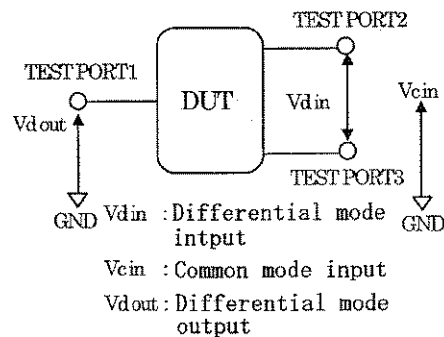 TEST PORT2
TEST PORT1
DUT
Vdin
Vcin
Vdout
TEST PORT3
GND
GND
Vdin : Differential mode
intput
Vcin : Common mode input
Vdout : Differential mode
output